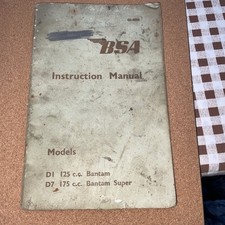 BSA
Instruction Manual
Models
D1 125 c.c. Bantam
D7 175 c.c. Bantam Super